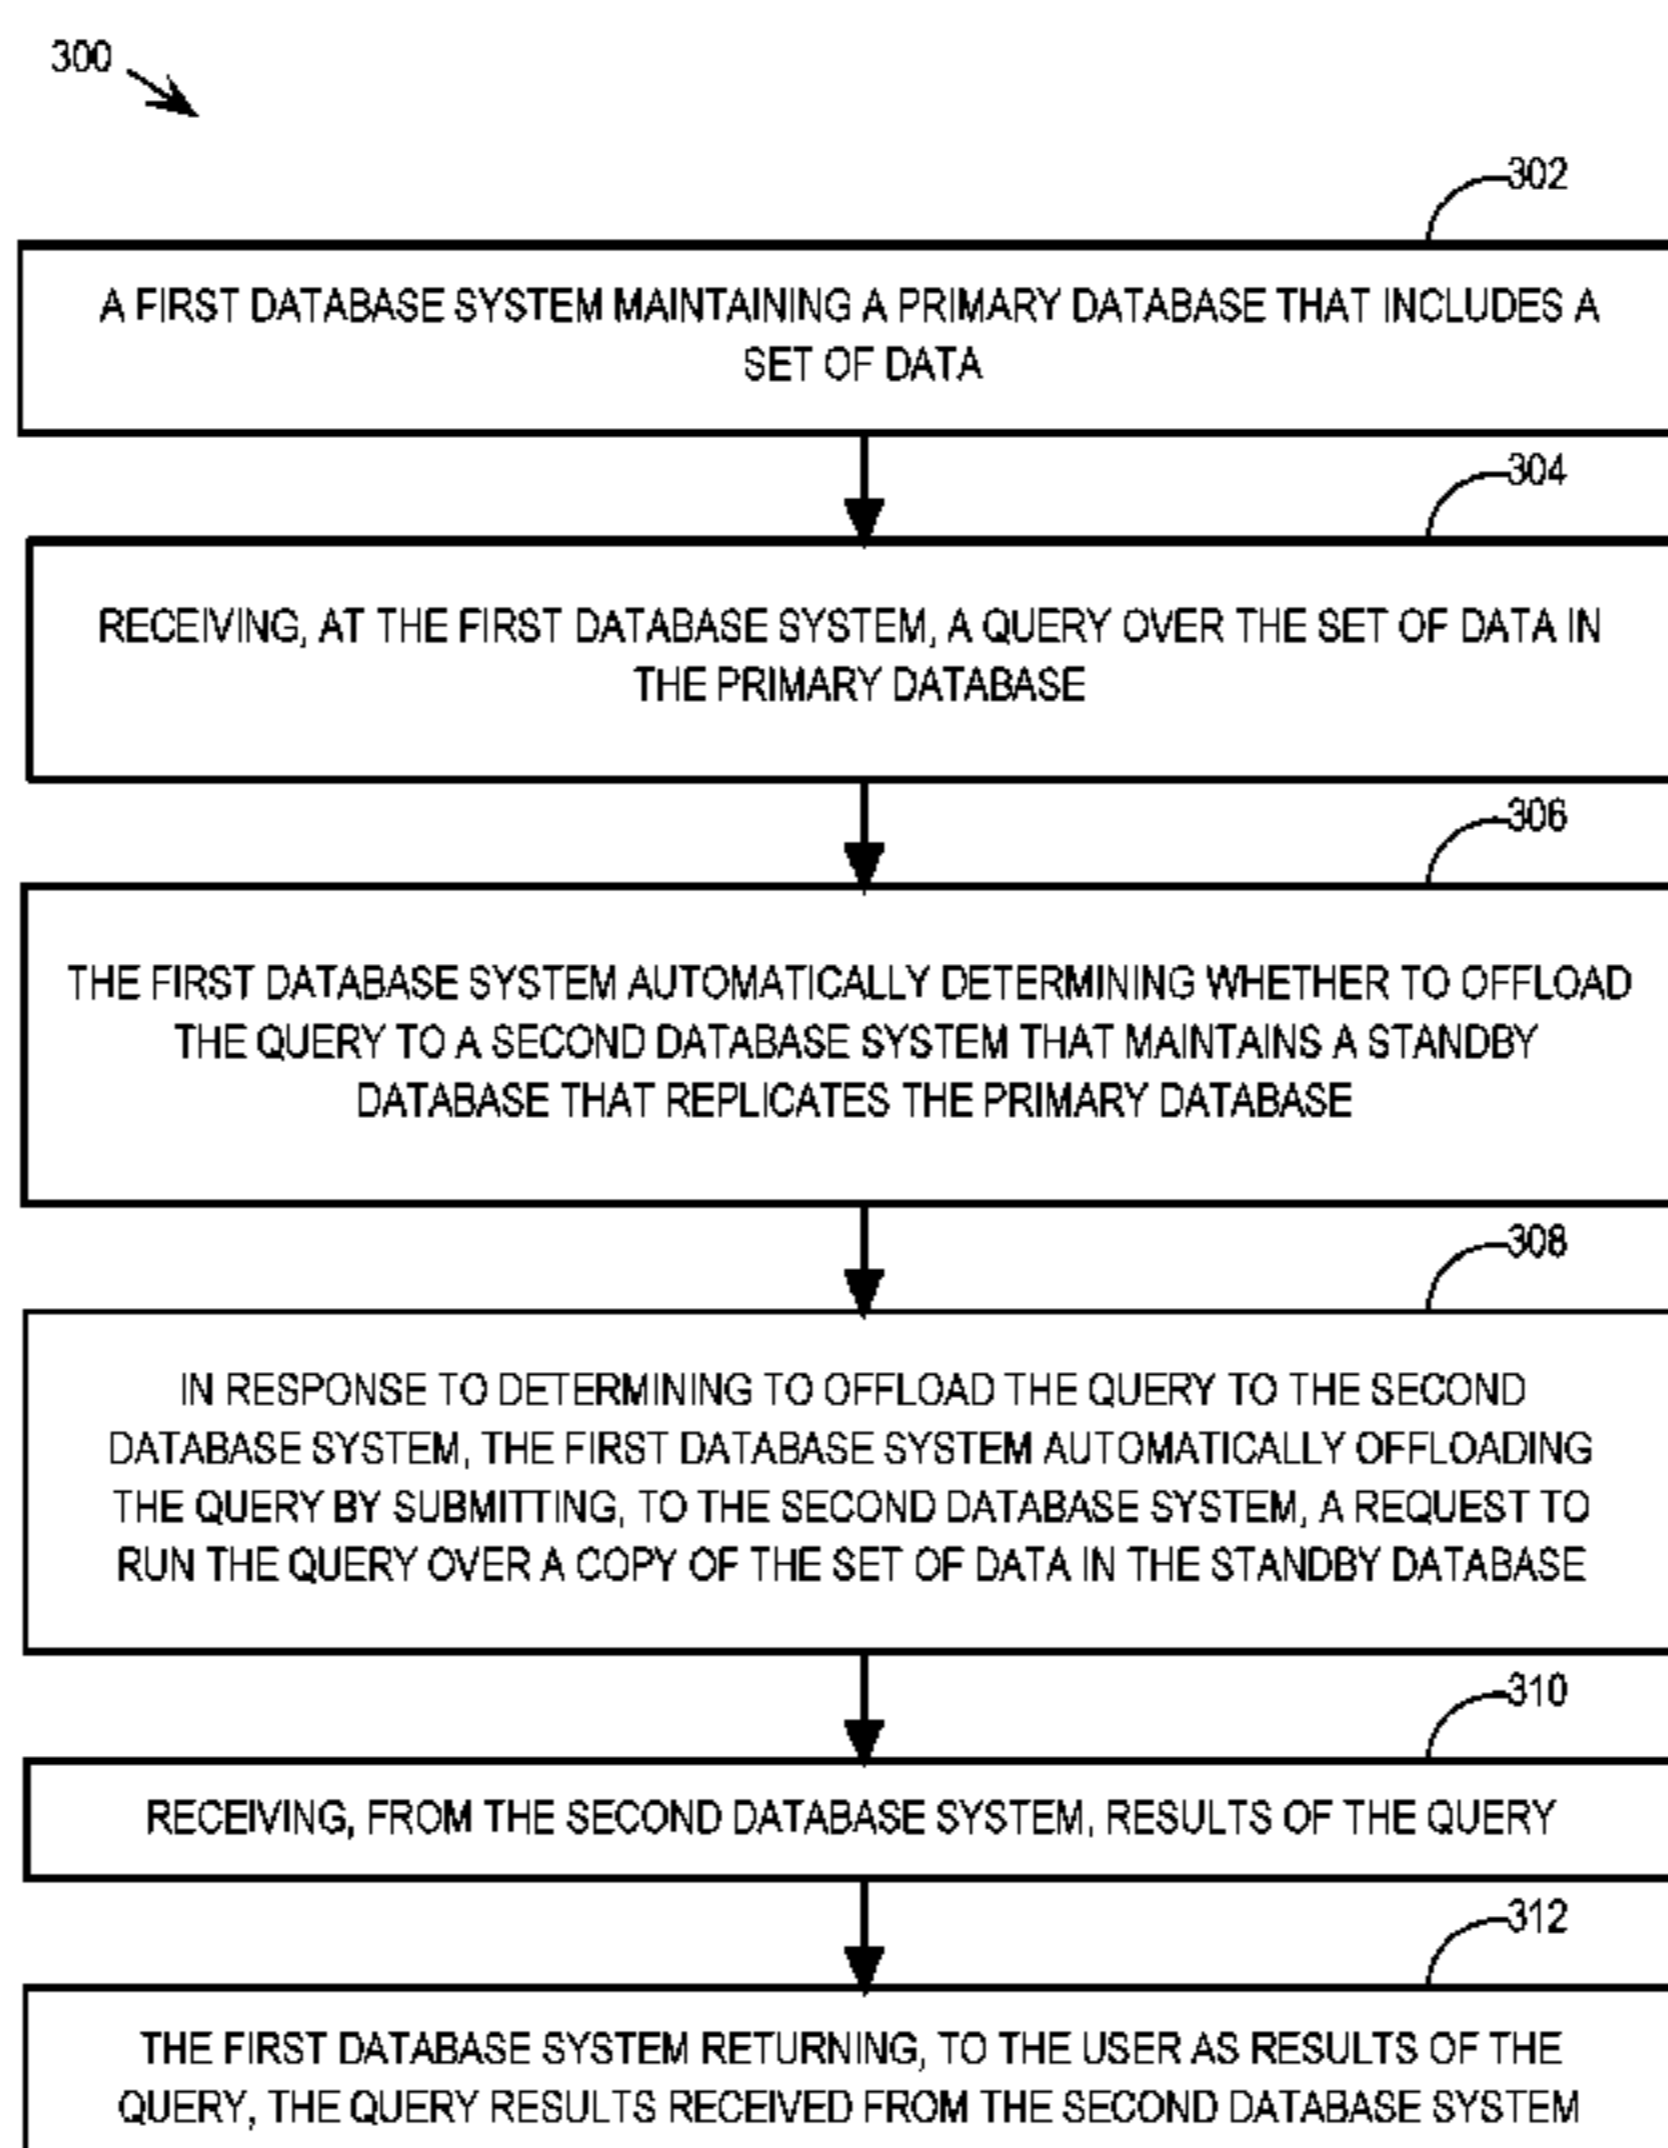 300
302
A FIRST DATABASE SYSTEM MAINTAINING A PRIMARY DATABASE THAT INCLUDES A
SET OF DATA
304
RECEIVING, AT THE FIRST DATABASE SYSTEM, A QUERY OVER THE SET OF DATA IN
THE PRIMARY DATABASE
306
THE FIRST DATABASE SYSTEM AUTOMATICALLY DETERMINING WHETHER TO OFFLOAD
THE QUERY TO A SECOND DATABASE SYSTEM THAT MAINTAINS A STANDBY
DATABASE THAT REPLICATES THE PRIMARY DATABASE
308
IN RESPONSE TO DETERMINING TO OFFLOAD THE QUERY TO THE SECOND
DATABASE SYSTEM, THE FIRST DATABASE SYSTEM AUTOMATICALLY OFFLOADING
THE QUERY BY SUBMITTING, TO THE SECOND DATABASE SYSTEM, A REQUEST TO
RUN THE QUERY OVER A COPY OF THE SET OF DATA IN THE STANDBY DATABASE
310
RECEIVING, FROM THE SECOND DATABASE SYSTEM, RESULTS OF THE QUERY
312
THE FIRST DATABASE SYSTEM RETURNING, TO THE USER AS RESULTS OF THE
QUERY, THE QUERY RESULTS RECEIVED FROM THE SECOND DATABASE SYSTEM